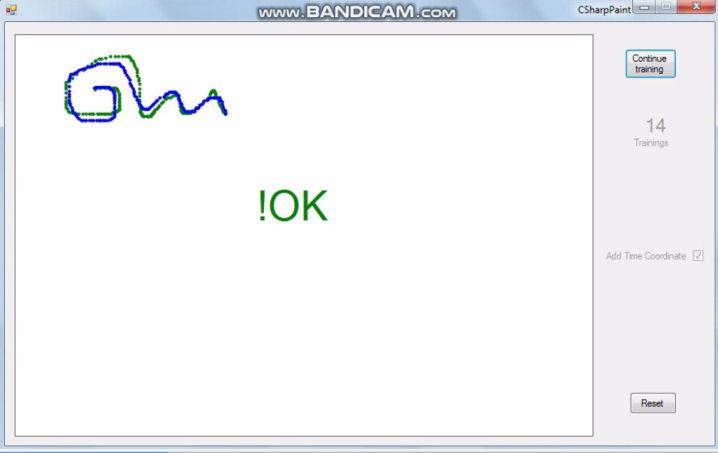 www.BANDICAM.com
CSharpPaint
Continue
training
14
Trainings
!OK
Add Time Coordinate
Reset